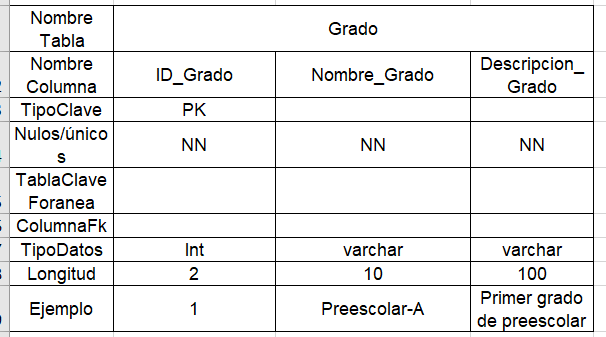 Nombre
Tabla
Grado
Nombre
Columna
ID_Grado
Nombre_Grado
Descripcion_
Grado
TipoClave
PK
Nulos/único
s
NN
NN
NN
TablaClave
Foranea
ColumnaFk
TipoDatos
Int
varchar
varchar
Longitud
2
10
100
Ejemplo
1
Preescolar-A
Primer grado
de preescolar